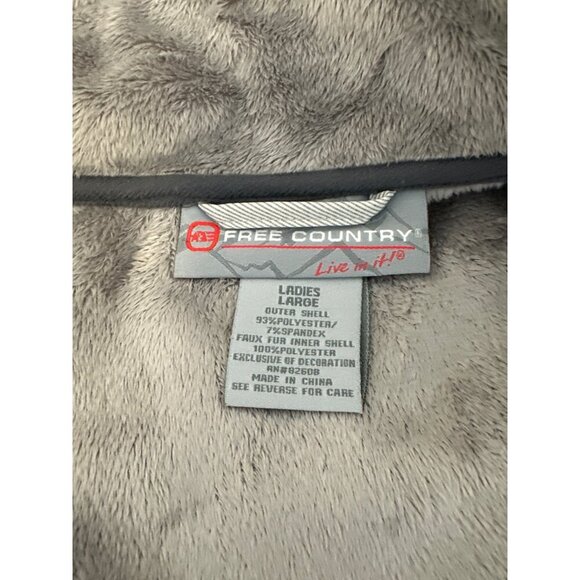 FREE COUNTRY®
Live in it!®
LADIES
LARGE
OUTER SHELL
93%POLYESTER/
7%SPANDEX
FAUX FUR INNER SHELL
100%POLYESTER
EXCLUSIVE OF DECORATION
RN#82608
MADE IN CHINA
SEE REVERSE FOR CARE